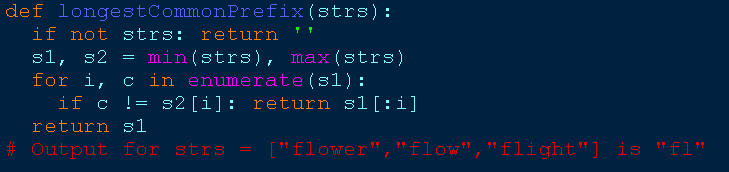 def longestCommonPrefix(strs):
  if not strs: return ''
  s1, s2 = min(strs), max(strs)
  for i, c in enumerate(s1):
    if c != s2[i]: return s1[:i]
  return s1
# Output for strs = ["flower","flow","flight"] is "fl"